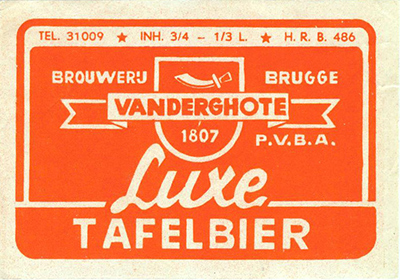 TEL. 31009 ★ INH. 3/4 – 1/3 L. ★ H. R. B. 486
BROUWERIJ BRUGGE
VANDERGHOTE
1807
P.V.B.A.
Luxe
TAFELBIER